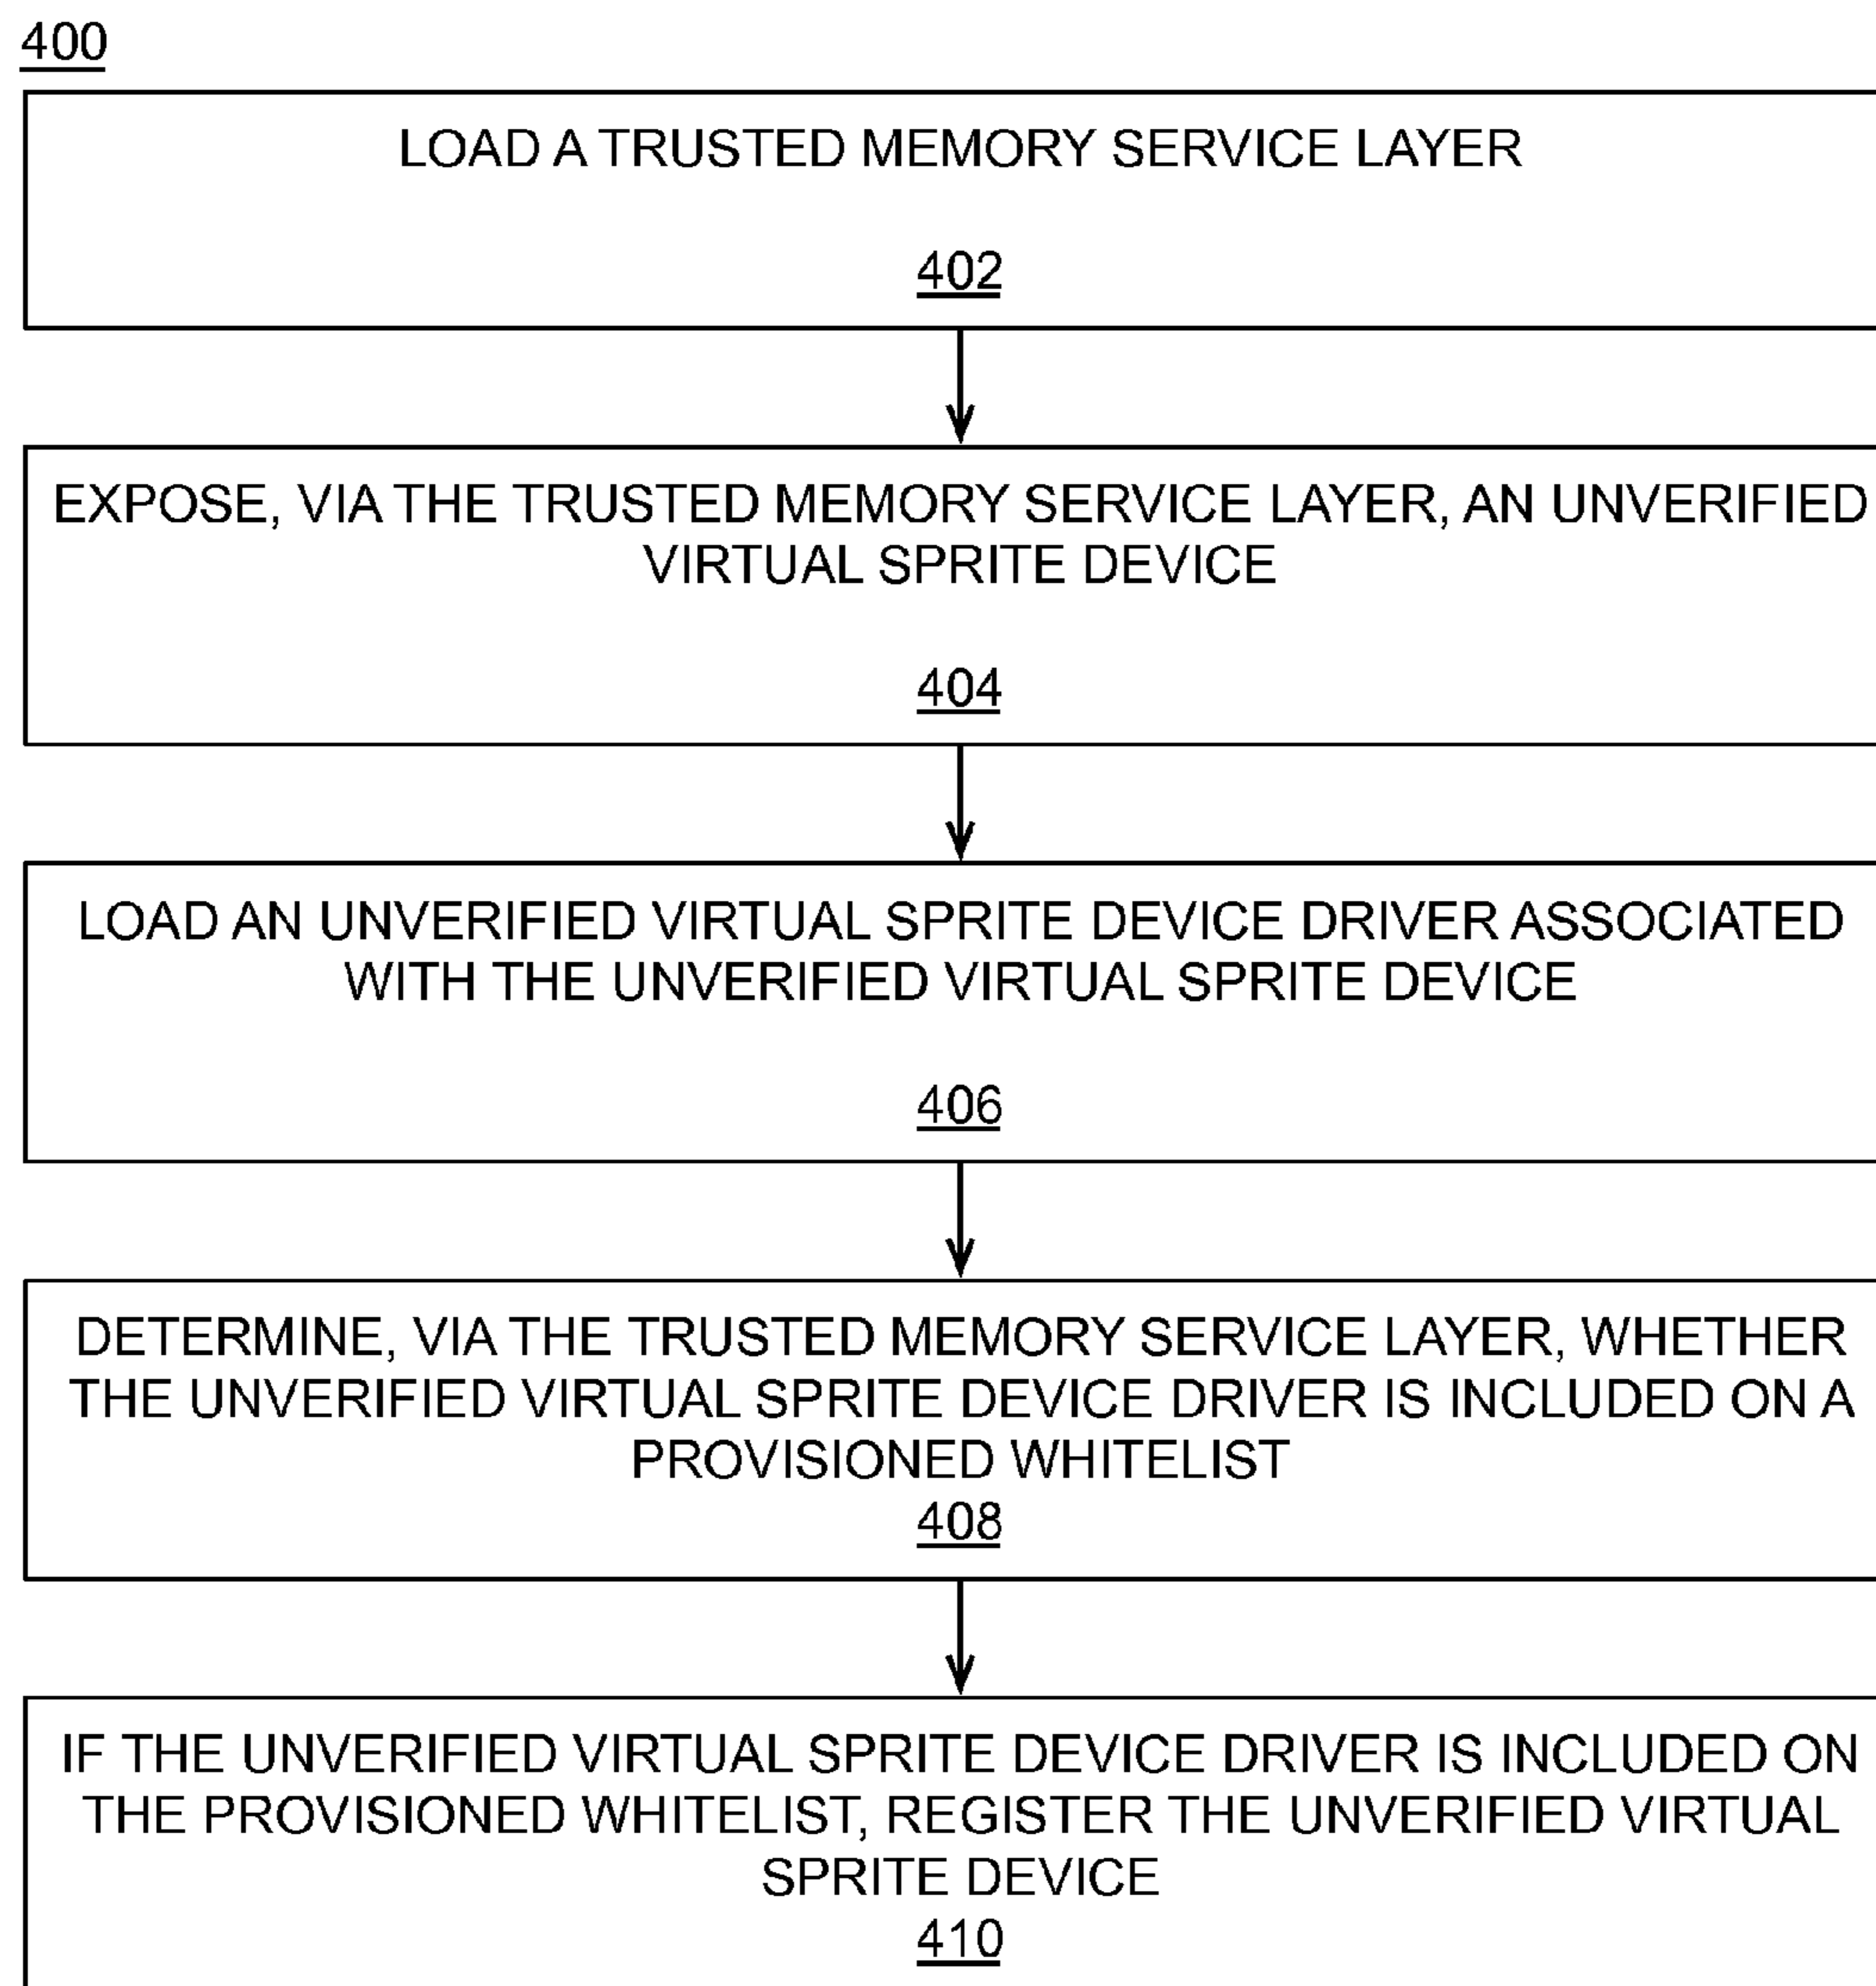 400
LOAD A TRUSTED MEMORY SERVICE LAYER
402
EXPOSE, VIA THE TRUSTED MEMORY SERVICE LAYER, AN UNVERIFIED
VIRTUAL SPRITE DEVICE
404
LOAD AN UNVERIFIED VIRTUAL SPRITE DEVICE DRIVER ASSOCIATED
WITH THE UNVERIFIED VIRTUAL SPRITE DEVICE
406
DETERMINE, VIA THE TRUSTED MEMORY SERVICE LAYER, WHETHER
THE UNVERIFIED VIRTUAL SPRITE DEVICE DRIVER IS INCLUDED ON A
PROVISIONED WHITELIST
408
IF THE UNVERIFIED VIRTUAL SPRITE DEVICE DRIVER IS INCLUDED ON
THE PROVISIONED WHITELIST, REGISTER THE UNVERIFIED VIRTUAL
SPRITE DEVICE
410